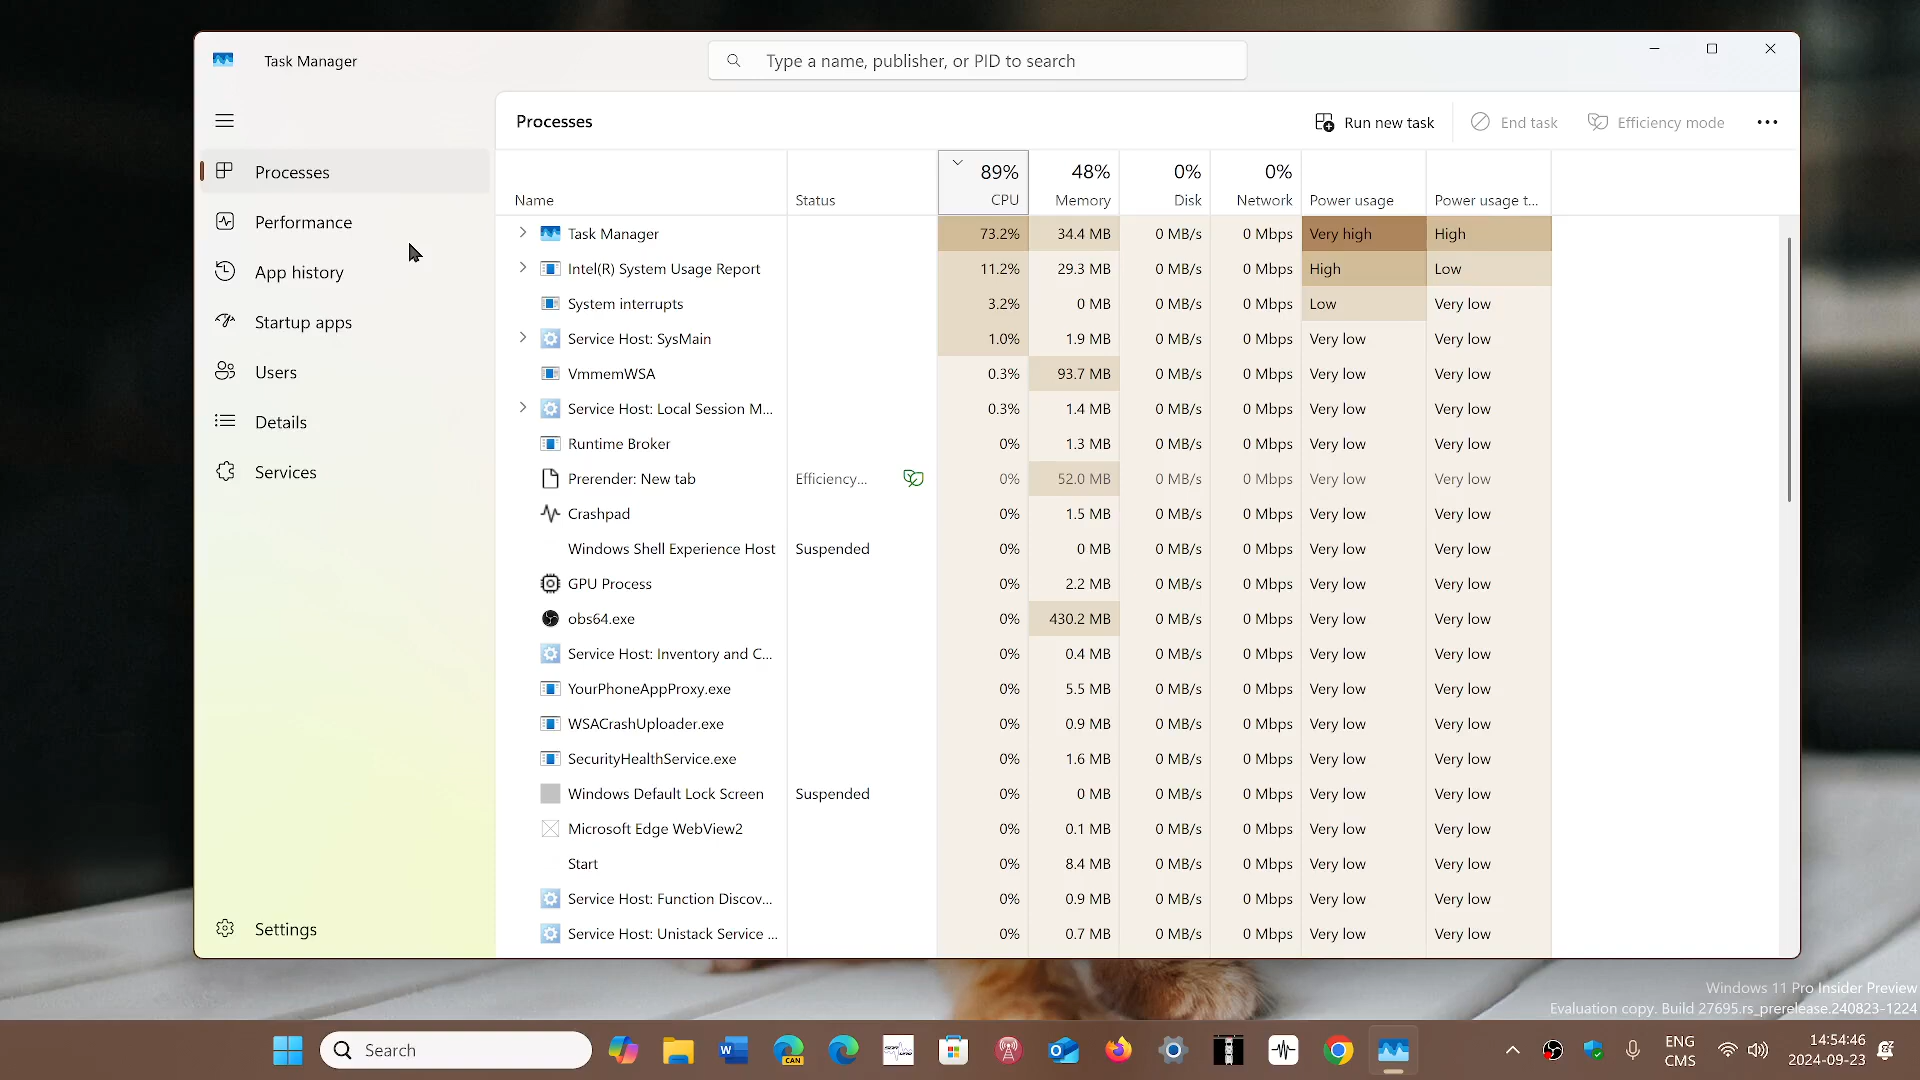 Task Manager
Type a name, publisher, or PID to search
Processes
Run new task
End task
Efficiency mode
Processes
Performance
App history
Startup apps
Users
Details
Services
Settings
89% 48% 0% 0%
Name Status CPU Memory Disk Network Power usage Power usage t...
Task Manager 73.2% 34.4 MB 0 MB/s 0 Mbps Very high High
Intel(R) System Usage Report 11.2% 29.3 MB 0 MB/s 0 Mbps High Low
System interrupts 3.2% 0 MB 0 MB/s 0 Mbps Low Very low
Service Host: SysMain 1.0% 1.9 MB 0 MB/s 0 Mbps Very low Very low
VmmemWSA 0.3% 93.7 MB 0 MB/s 0 Mbps Very low Very low
Service Host: Local Session M... 0.3% 1.4 MB 0 MB/s 0 Mbps Very low Very low
Runtime Broker 0% 1.3 MB 0 MB/s 0 Mbps Very low Very low
Prerender: New tab Efficiency... 0% 52.0 MB 0 MB/s 0 Mbps Very low Very low
Crashpad 0% 1.5 MB 0 MB/s 0 Mbps Very low Very low
Windows Shell Experience Host Suspended 0% 0 MB 0 MB/s 0 Mbps Very low Very low
GPU Process 0% 2.2 MB 0 MB/s 0 Mbps Very low Very low
obs64.exe 0% 430.2 MB 0 MB/s 0 Mbps Very low Very low
Service Host: Inventory and C... 0% 0.4 MB 0 MB/s 0 Mbps Very low Very low
YourPhoneAppProxy.exe 0% 5.5 MB 0 MB/s 0 Mbps Very low Very low
WSACrashUploader.exe 0% 0.9 MB 0 MB/s 0 Mbps Very low Very low
SecurityHealthService.exe 0% 1.6 MB 0 MB/s 0 Mbps Very low Very low
Windows Default Lock Screen Suspended 0% 0 MB 0 MB/s 0 Mbps Very low Very low
Microsoft Edge WebView2 0% 0.1 MB 0 MB/s 0 Mbps Very low Very low
Start 0% 8.4 MB 0 MB/s 0 Mbps Very low Very low
Service Host: Function Discov... 0% 0.9 MB 0 MB/s 0 Mbps Very low Very low
Service Host: Unistack Service ... 0% 0.7 MB 0 MB/s 0 Mbps Very low Very low
Windows 11 Pro Insider Preview
Evaluation copy. Build 27695.rs_prerelease.240823-1224
Search
W
CAN
ENG
CMS
14:54:46
2024-09-23